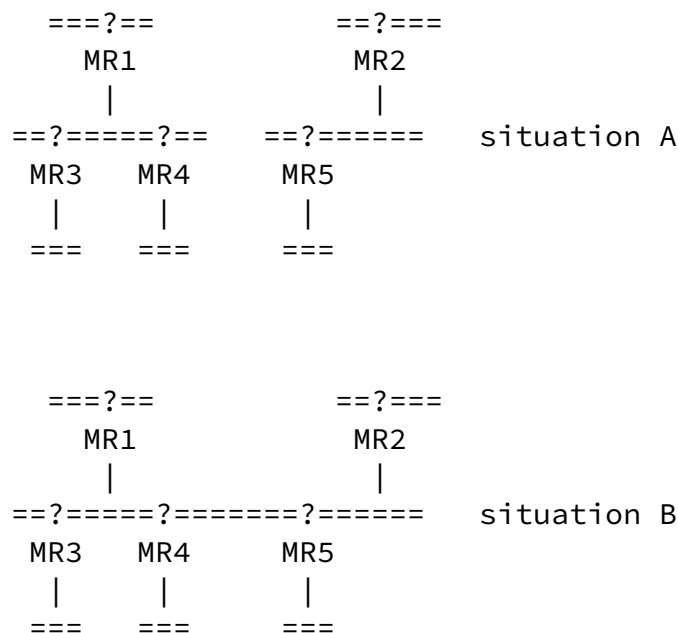 ===?==          ==?===
MR1            MR2
|              |
==?=====?==   ==?======   situation A
MR3   MR4     MR5
|     |       |
===   ===     ===
===?==          ==?===
MR1            MR2
|              |
==?=====?=======?======   situation B
MR3   MR4     MR5
|     |       |
===   ===     ===